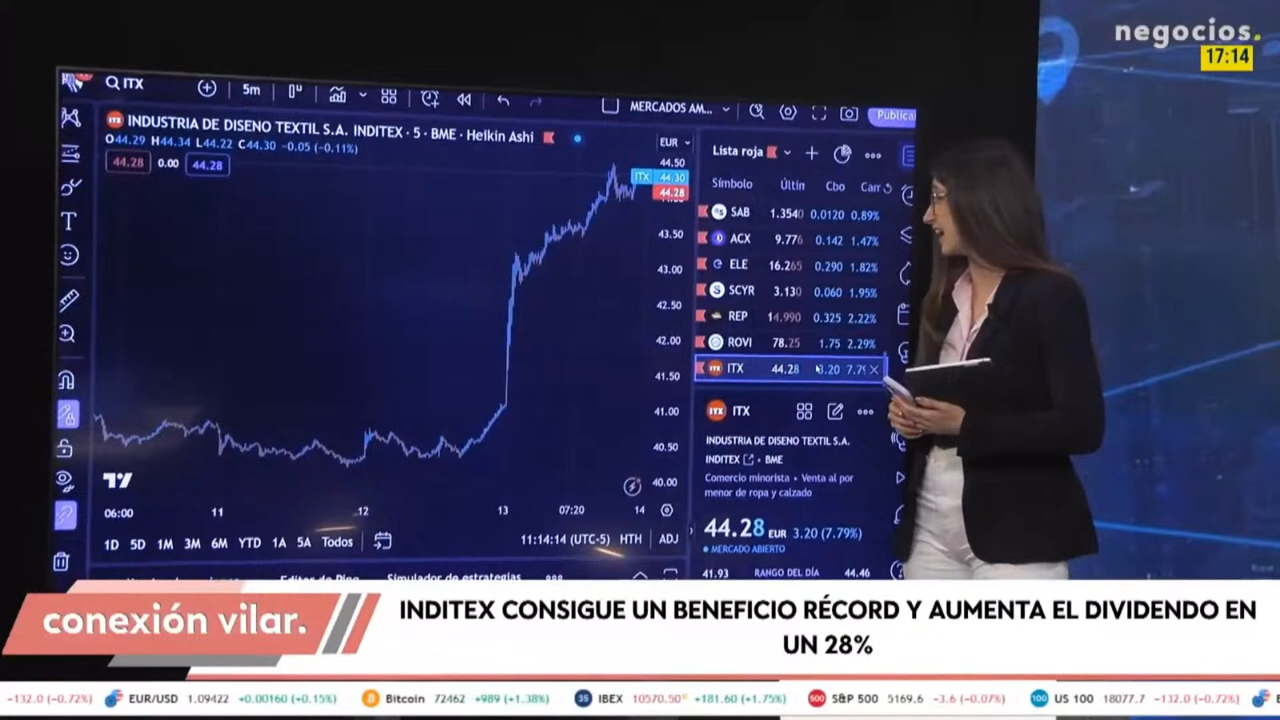 negocios.
17:14
ITX
5m
MERCADOS AM...
Publica
INDUSTRIA DE DISENO TEXTIL S.A. INDITEX · 5 · BME · Heikin Ashi
O44.29 H44.34 L44.22 C44.30 -0.05 (-0.11%)
44.28 0.00 44.28
EUR
44.50
ITX 44.30
44.28
43.50
43.00
42.50
42.00
41.50
41.00
40.50
40.00
06:00 11 12 13 07:20 14
1D 5D 1M 3M 6M YTD 1A 5A Todos
11:14:14 (UTC-5) HTH ADJ
Simulador de estrategias
Lista roja
Símbolo Últin Cbo Carr
SAB 1.3540 0.0120 0.89%
ACX 9.776 0.142 1.47%
ELE 16.265 0.290 1.82%
SCYR 3.130 0.060 1.95%
REP 14.990 0.325 2.22%
ROVI 78.25 1.75 2.29%
ITX 44.28 3.20 7.79
ITX
INDUSTRIA DE DISENO TEXTIL S.A.
INDITEX · BME
Comercio minorista · Venta al por
menor de ropa y calzado
44.28 EUR 3.20 (7.79%)
MERCADO ABIERTO
41.93 RANGO DEL DÍA 44.46
conexión vilar.
INDITEX CONSIGUE UN BENEFICIO RÉCORD Y AUMENTA EL DIVIDENDO EN
UN 28%
-132.0 (-0.72%) EUR/USD 1.09422 +0.00160 (+0.15%) Bitcoin 72462 +989 (+1.38%) 35 IBEX 10570.50 +181.60 (+1.75%) 500 S&P 500 5169.6 -3.6 (-0.07%) 100 US 100 18077.7 -132.0 (-0.72%)